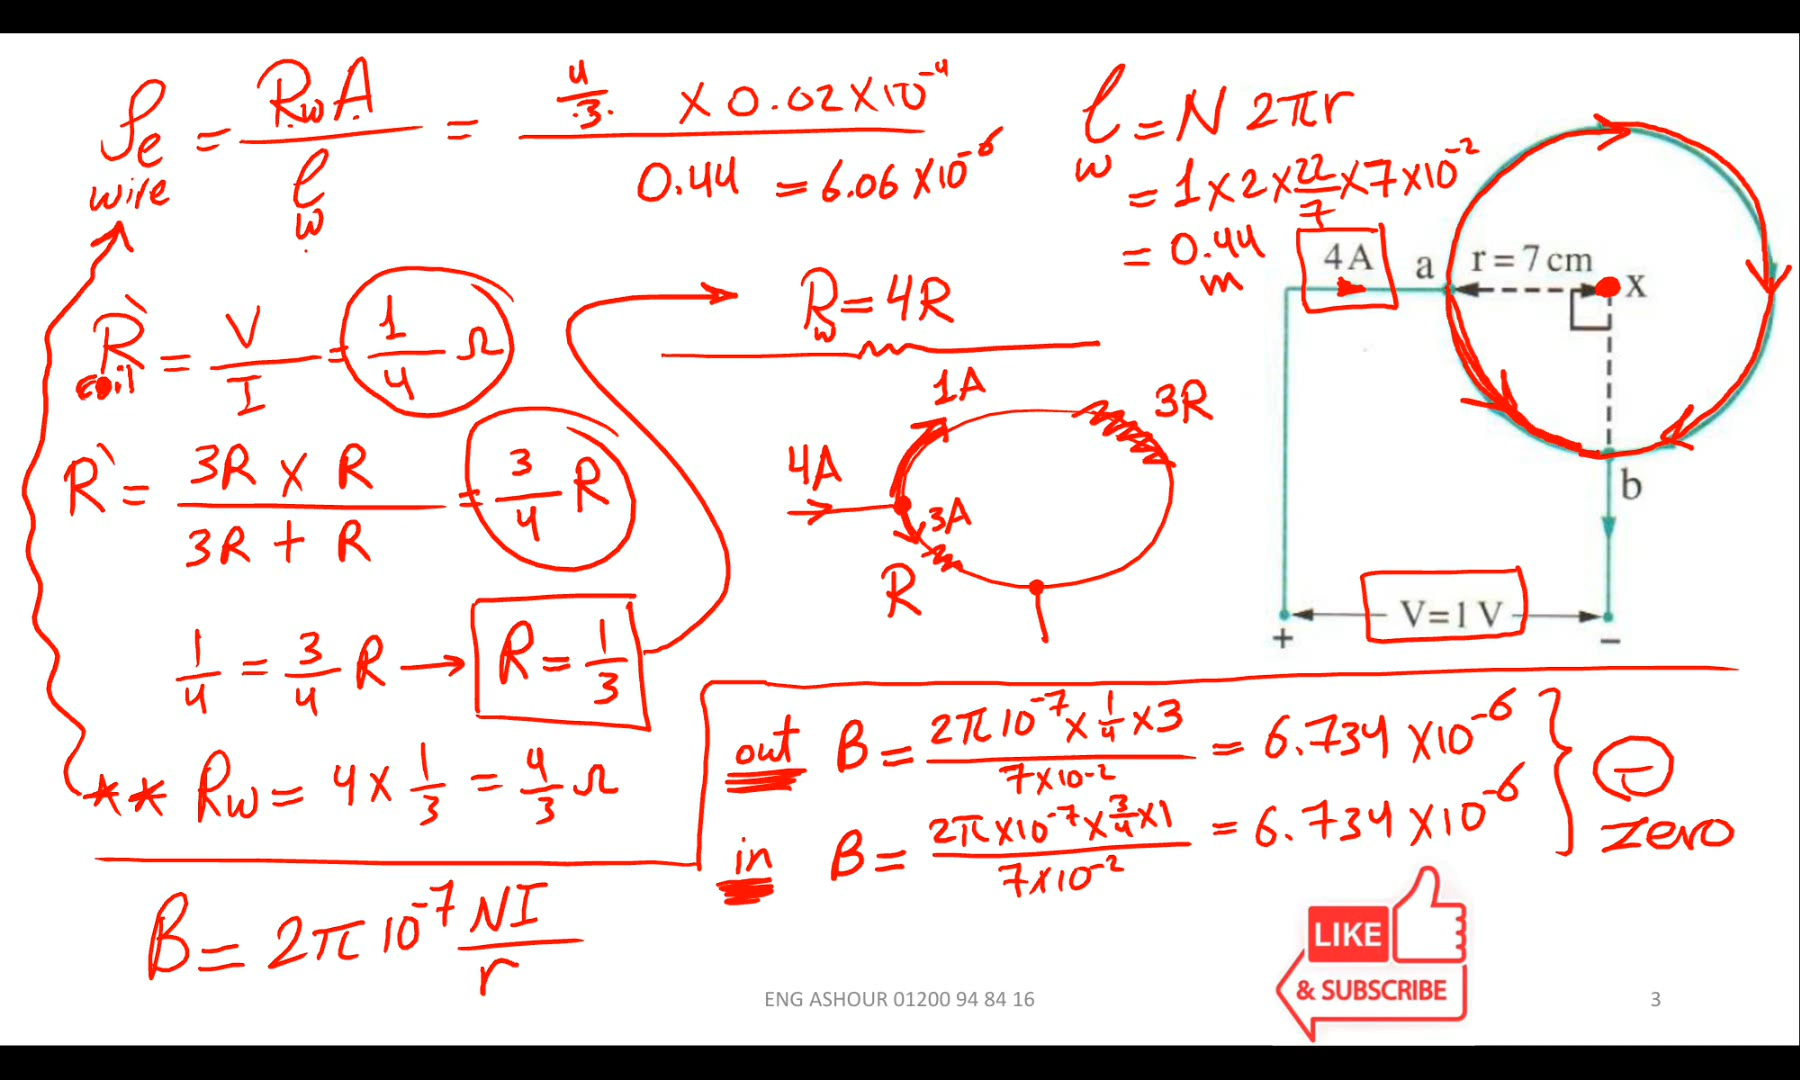 ρe wire = RwA / ℓw = 4/3 × 0.02×10⁻⁴ / 0.44 = 6.06×10⁻⁶
ℓw = N 2πr
= 1×2×22/7×7×10⁻²
= 0.44 m
R` coil = V/I = 1/4 Ω
R` = 3R × R / 3R + R = 3/4 R
1/4 = 3/4 R → R = 1/3
** Rw = 4 × 1/3 = 4/3 Ω
B = 2π 10⁻⁷ NI / r
Rw = 4R
1A
3R
4A
3A
R
4A
a
r = 7 cm
x
b
V=1 V
+
−
out B = 2π 10⁻⁷ × 1/4 × 3 / 7×10⁻² = 6.734 ×10⁻⁶
in B = 2π×10⁻⁷×3/4×1 / 7×10⁻² = 6.734 ×10⁻⁶
−
zero
LIKE
& SUBSCRIBE
ENG ASHOUR 01200 94 84 16
3